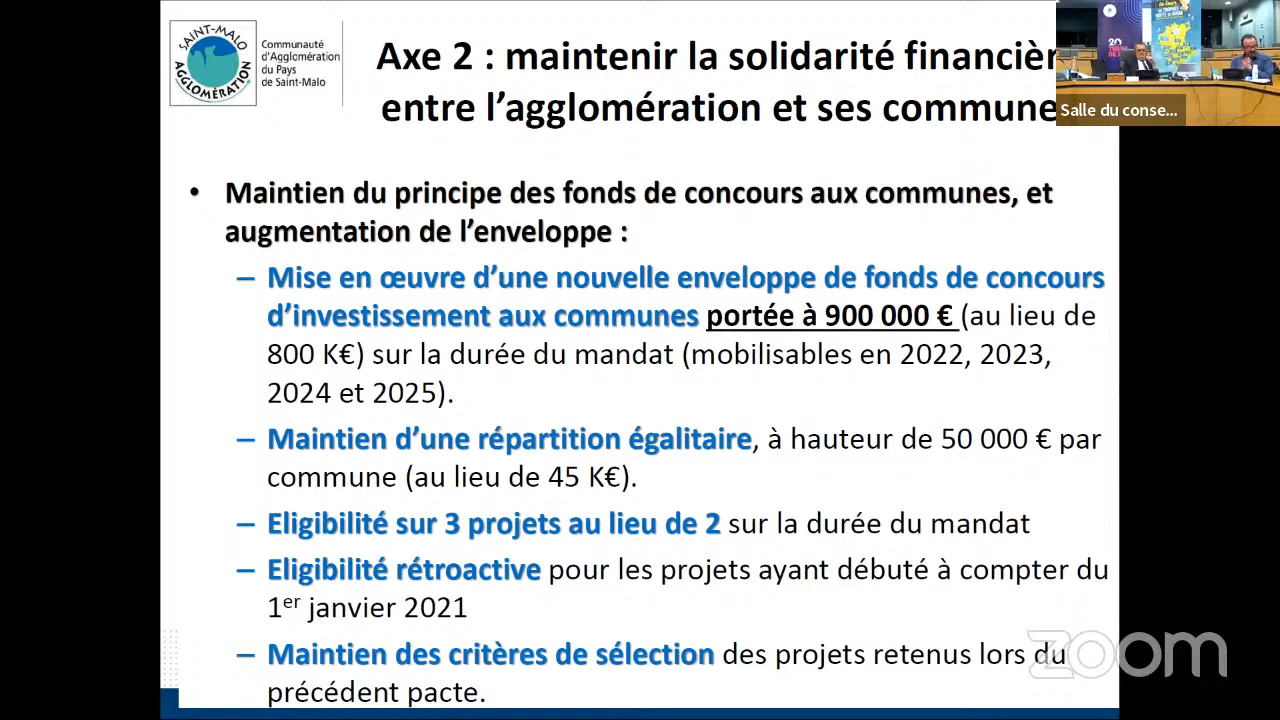 SAINT-MALO
AGGLOMÉRATION
Communauté
d'Agglomération
du Pays
de Saint-Malo
Axe 2 : maintenir la solidarité financièr
entre l’agglomération et ses commune
Salle du conse...
• Maintien du principe des fonds de concours aux communes, et
augmentation de l’enveloppe :
– Mise en œuvre d’une nouvelle enveloppe de fonds de concours
d’investissement aux communes portée à 900 000 € (au lieu de
800 K€) sur la durée du mandat (mobilisables en 2022, 2023,
2024 et 2025).
– Maintien d’une répartition égalitaire, à hauteur de 50 000 € par
commune (au lieu de 45 K€).
– Eligibilité sur 3 projets au lieu de 2 sur la durée du mandat
– Eligibilité rétroactive pour les projets ayant débuté à compter du
1er janvier 2021
– Maintien des critères de sélection des projets retenus lors du
précédent pacte.
zoom